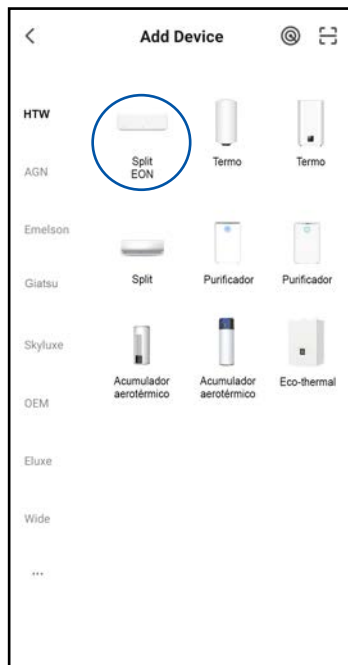 Add Device
HTW
AGN
Emelson
Giatsu
Skyluxe
OEM
Eluxe
Wide
...
Split
EON
Termo
Termo
Split
Purificador
Purificador
Acumulador
aerotérmico
Acumulador
aerotérmico
Eco-thermal